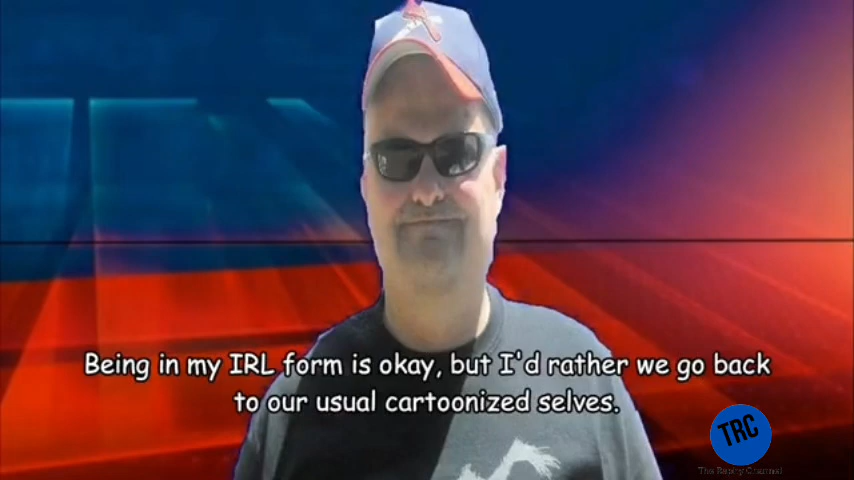 Being in my IRL form is okay, but I'd rather we go back
to our usual cartoonized selves.
TRC